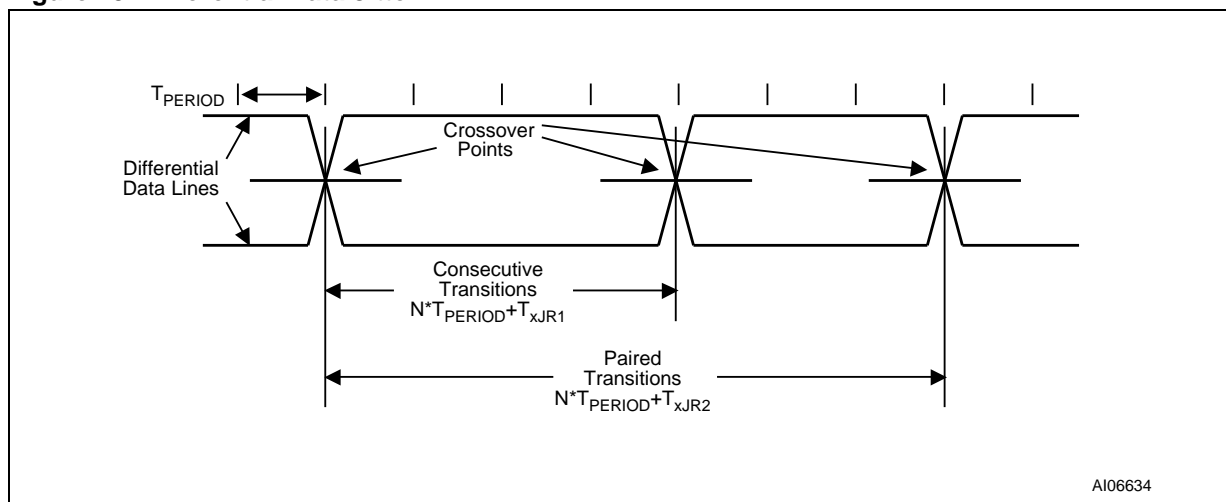 T_PERIOD
Crossover
Points
Differential
Data Lines
Consecutive
Transitions
N*T_PERIOD+T_xJR1
Paired
Transitions
N*T_PERIOD+T_xJR2
AI06634